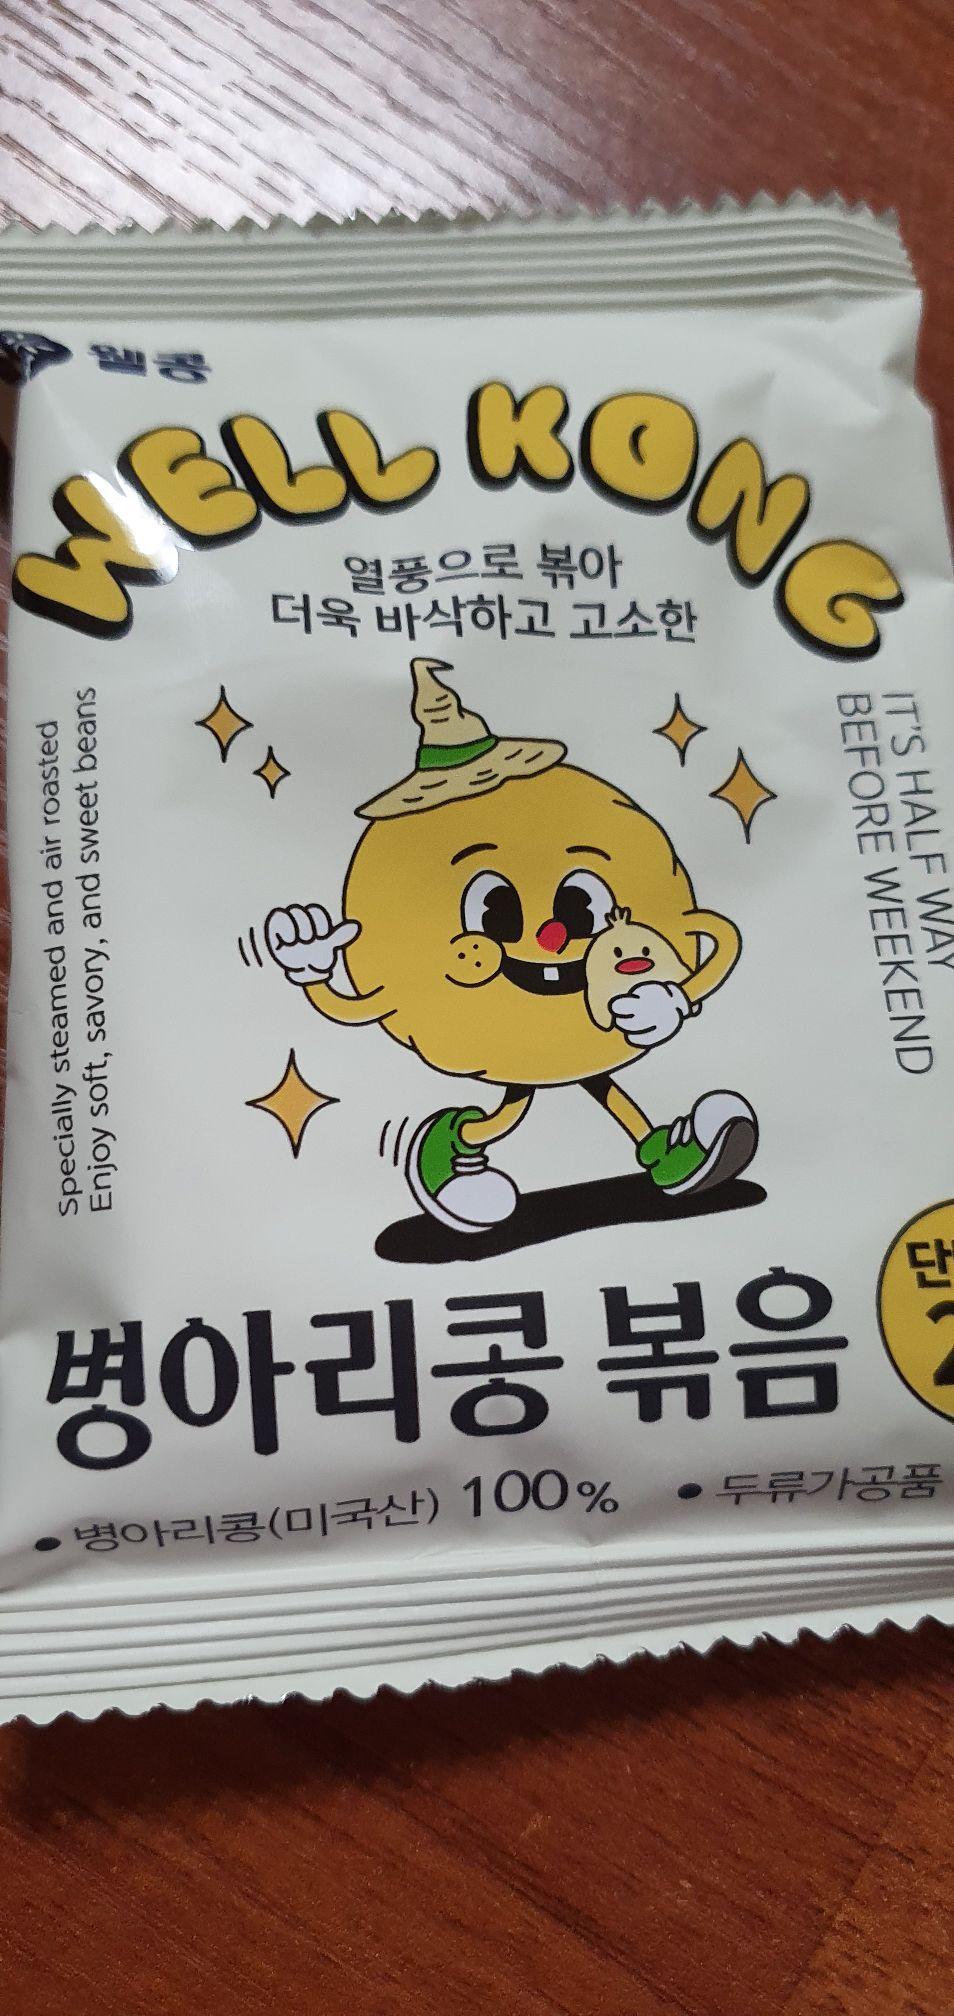 웰콩
WELL KONG
열풍으로 볶아
더욱 바삭하고 고소한
Specially steamed and air roasted
Enjoy soft, savory, and sweet beans
IT'S HALF WAY
BEFORE WEEKEND
병아리콩 볶음
• 병아리콩(미국산) 100% • 두류가공품